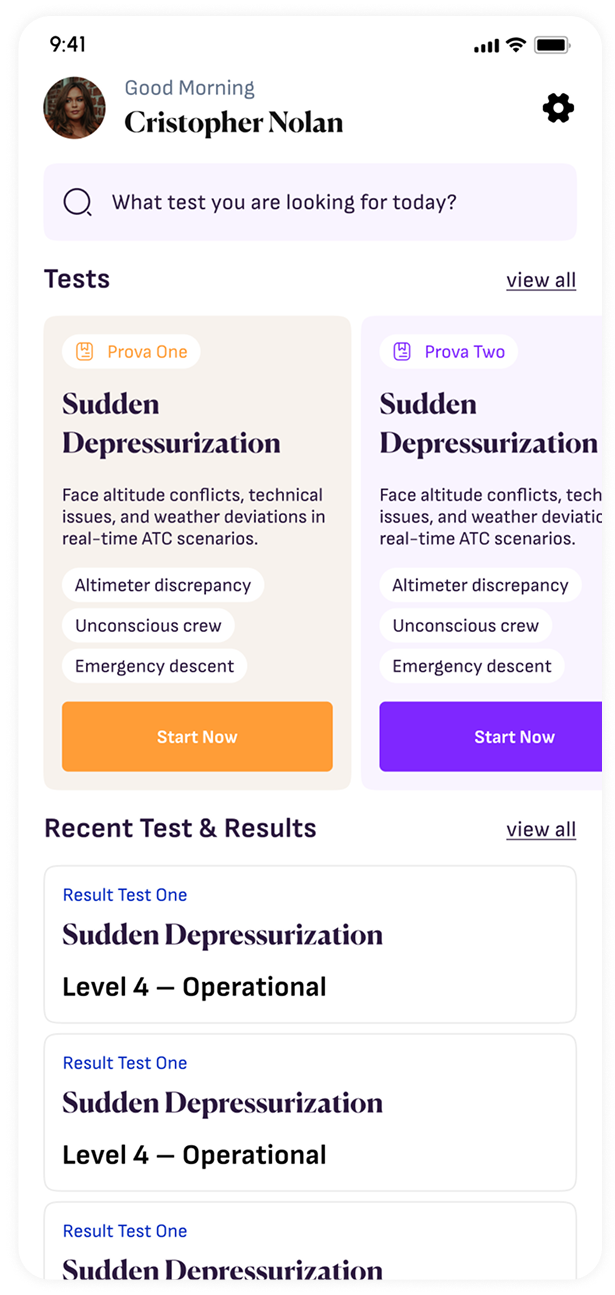 9:41
Good Morning
Cristopher Nolan
What test you are looking for today?
Tests
view all
Prova One
Sudden
Depressurization
Face altitude conflicts, technical
issues, and weather deviations in
real-time ATC scenarios.
Altimeter discrepancy
Unconscious crew
Emergency descent
Start Now
Prova Two
Sudden
Depressurization
Face altitude conflicts, tech
issues, and weather deviatio
real-time ATC scenarios.
Altimeter discrepancy
Unconscious crew
Emergency descent
Start Now
Recent Test & Results
view all
Result Test One
Sudden Depressurization
Level 4 – Operational
Result Test One
Sudden Depressurization
Level 4 – Operational
Result Test One
Sudden Depressurization